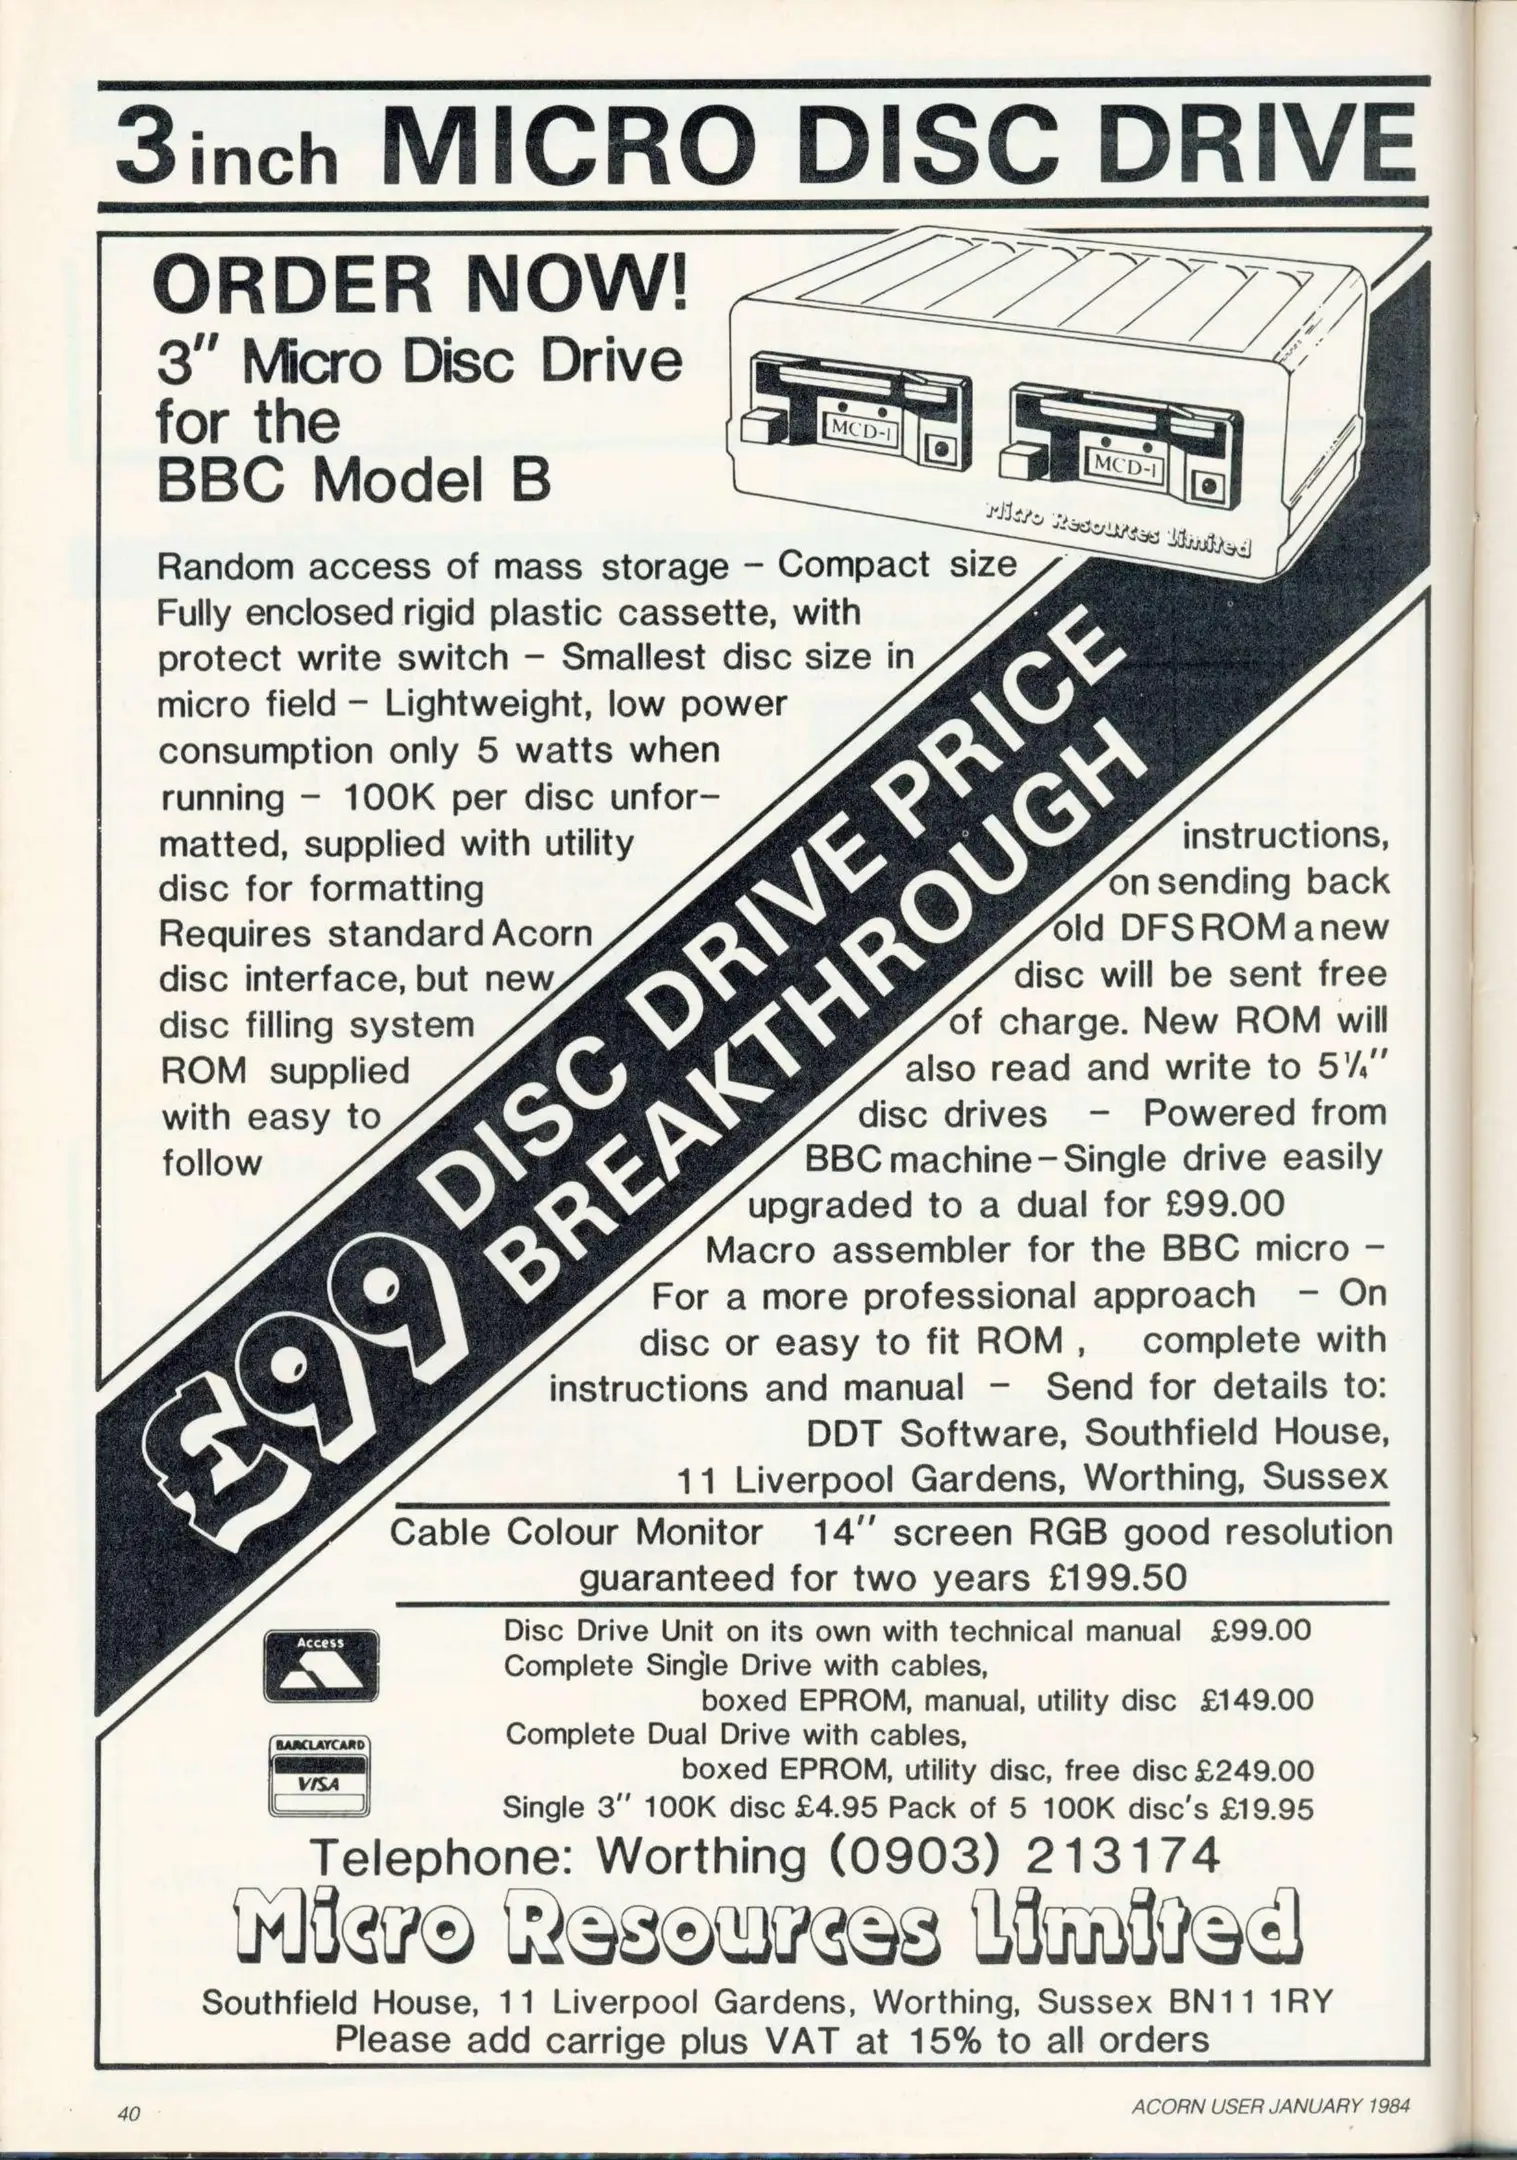 3 inch MICRO DISC DRIVE
ORDER NOW!
3" Micro Disc Drive
for the
BBC Model B
MCD-1
MCD-1
Micro Resources Limited
Random access of mass storage – Compact size
Fully enclosed rigid plastic cassette, with
protect write switch – Smallest disc size in
micro field – Lightweight, low power
consumption only 5 watts when
running – 100K per disc unfor–
matted, supplied with utility
disc for formatting
Requires standard Acorn
disc interface, but new
disc filling system
ROM supplied
with easy to
follow
£99 DISC DRIVE PRICE
BREAKTHROUGH
instructions,
on sending back
old DFS ROM a new
disc will be sent free
of charge. New ROM will
also read and write to 5¼"
disc drives – Powered from
BBC machine – Single drive easily
upgraded to a dual for £99.00
Macro assembler for the BBC micro –
For a more professional approach – On
disc or easy to fit ROM , complete with
instructions and manual – Send for details to:
DDT Software, Southfield House,
11 Liverpool Gardens, Worthing, Sussex
Cable Colour Monitor 14" screen RGB good resolution
guaranteed for two years £199.50
Access
BARCLAYCARD
VISA
Disc Drive Unit on its own with technical manual £99.00
Complete Single Drive with cables,
boxed EPROM, manual, utility disc £149.00
Complete Dual Drive with cables,
boxed EPROM, utility disc, free disc £249.00
Single 3" 100K disc £4.95 Pack of 5 100K disc's £19.95
Telephone: Worthing (0903) 213174
Micro Resources Limited
Southfield House, 11 Liverpool Gardens, Worthing, Sussex BN11 1RY
Please add carrige plus VAT at 15% to all orders
40
ACORN USER JANUARY 1984